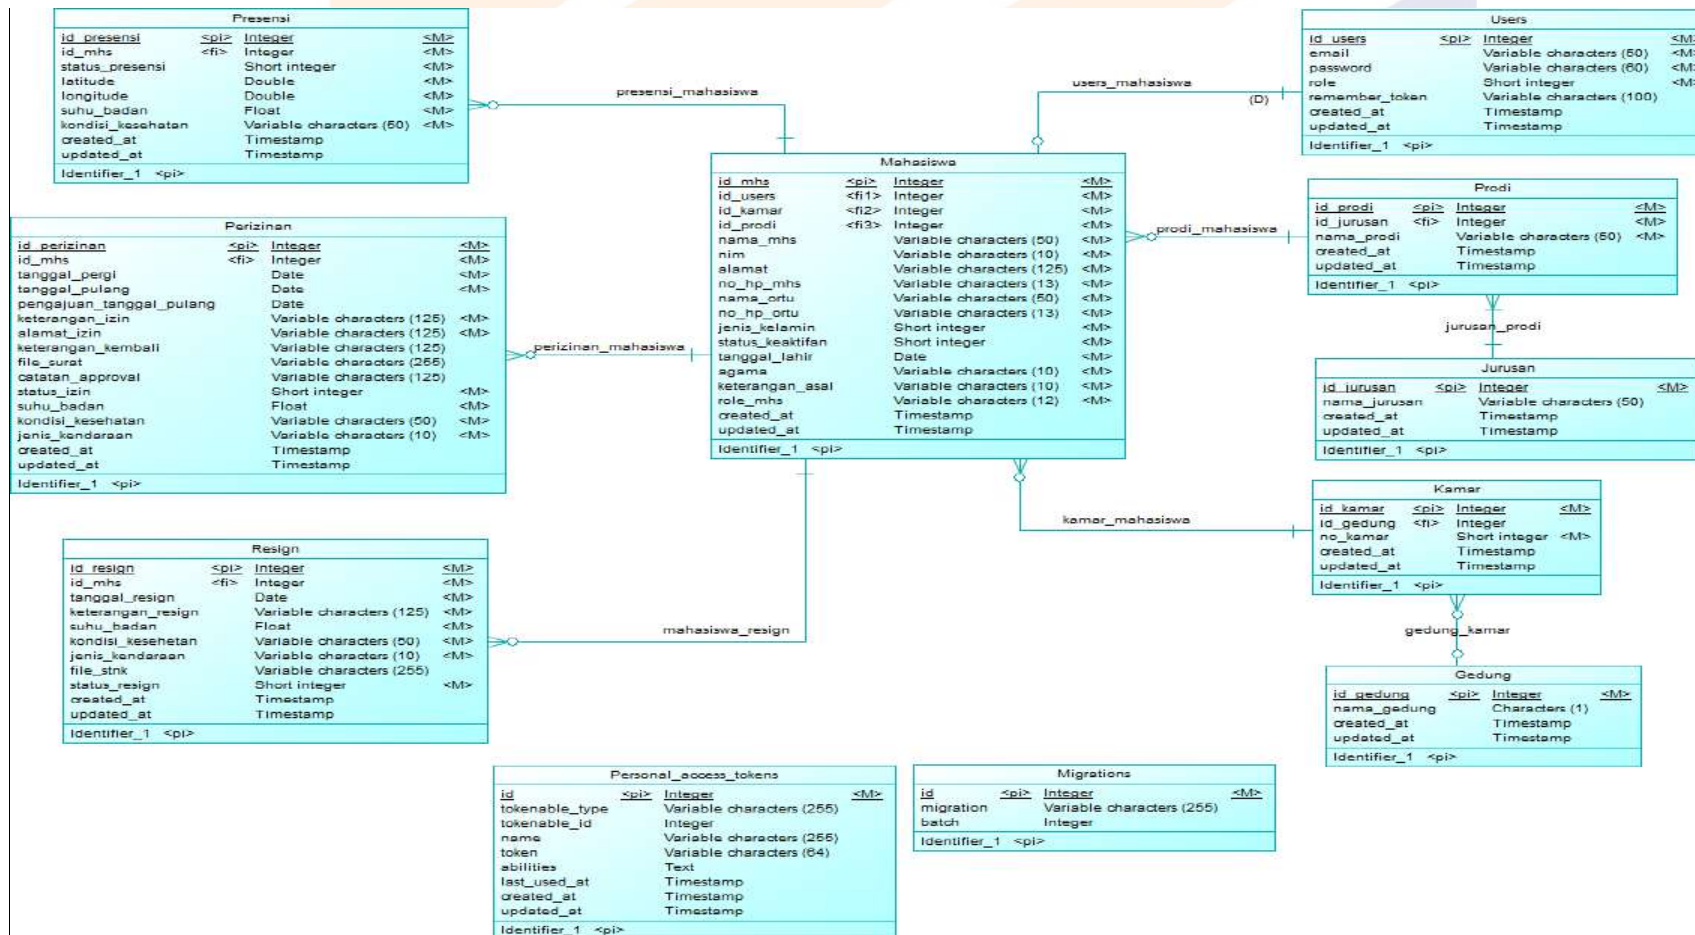 Presensi
id_presensi <pi> Integer <M>
id_mhs <fi> Integer <M>
status_presensi Short integer <M>
latitude Double <M>
longitude Double <M>
suhu_badan Float <M>
kondisi_kesehatan Variable characters (50) <M>
created_at Timestamp
updated_at Timestamp
Identifier_1 <pi>
presensi_mahasiswa
users_mahasiswa
(D)
Users
id_users <pi> Integer <M>
email Variable characters (50) <M>
password Variable characters (60) <M>
role Short integer <M>
remember_token Variable characters (100)
created_at Timestamp
updated_at Timestamp
Identifier_1 <pi>
Perizinan
id_perizinan <pi> Integer <M>
id_mhs <fi> Integer <M>
tanggal_pergi Date <M>
tanggal_pulang Date <M>
pengajuan_tanggal_pulang Date
keterangan_izin Variable characters (125) <M>
alamat_izin Variable characters (125) <M>
keterangan_kembali Variable characters (125)
file_surat Variable characters (255)
catatan_approval Variable characters (125)
status_izin Short integer <M>
suhu_badan Float <M>
kondisi_kesehatan Variable characters (50) <M>
jenis_kendaraan Variable characters (10) <M>
created_at Timestamp
updated_at Timestamp
Identifier_1 <pi>
perizinan_mahasiswa
Mahasiswa
id_mhs <pi> Integer <M>
id_users <fi1> Integer <M>
id_kamar <fi2> Integer <M>
id_prodi <fi3> Integer <M>
nama_mhs Variable characters (50) <M>
nim Variable characters (10) <M>
alamat Variable characters (125) <M>
no_hp_mhs Variable characters (13) <M>
nama_ortu Variable characters (50) <M>
no_hp_ortu Variable characters (13) <M>
jenis_kelamin Short integer <M>
status_keaktifan Short integer <M>
tanggal_lahir Date <M>
agama Variable characters (10) <M>
keterangan_asal Variable characters (10) <M>
role_mhs Variable characters (12) <M>
created_at Timestamp
updated_at Timestamp
Identifier_1 <pi>
prodi_mahasiswa
Prodi
id_prodi <pi> Integer <M>
id_jurusan <fi> Integer <M>
nama_prodi Variable characters (50) <M>
created_at Timestamp
updated_at Timestamp
Identifier_1 <pi>
jurusan_prodi
Jurusan
id_jurusan <pi> Integer <M>
nama_jurusan Variable characters (50)
created_at Timestamp
updated_at Timestamp
Identifier_1 <pi>
kamar_mahasiswa
Kamar
id_kamar <pi> Integer <M>
id_gedung <fi> Integer
no_kamar Short integer <M>
created_at Timestamp
updated_at Timestamp
Identifier_1 <pi>
gedung_kamar
Gedung
id_gedung <pi> Integer <M>
nama_gedung Characters (1)
created_at Timestamp
updated_at Timestamp
Identifier_1 <pi>
Resign
id_resign <pi> Integer <M>
id_mhs <fi> Integer <M>
tanggal_resign Date <M>
keterangan_resign Variable characters (125) <M>
suhu_badan Float <M>
kondisi_kesehetan Variable characters (50) <M>
jenis_kendaraan Variable characters (10) <M>
file_stnk Variable characters (255)
status_resign Short integer <M>
created_at Timestamp
updated_at Timestamp
Identifier_1 <pi>
mahasiswa_resign
Personal_access_tokens
id <pi> Integer <M>
tokenable_type Variable characters (255)
tokenable_id Integer
name Variable characters (255)
token Variable characters (64)
abilities Text
last_used_at Timestamp
created_at Timestamp
updated_at Timestamp
Identifier_1 <pi>
Migrations
id <pi> Integer <M>
migration Variable characters (255)
batch Integer
Identifier_1 <pi>